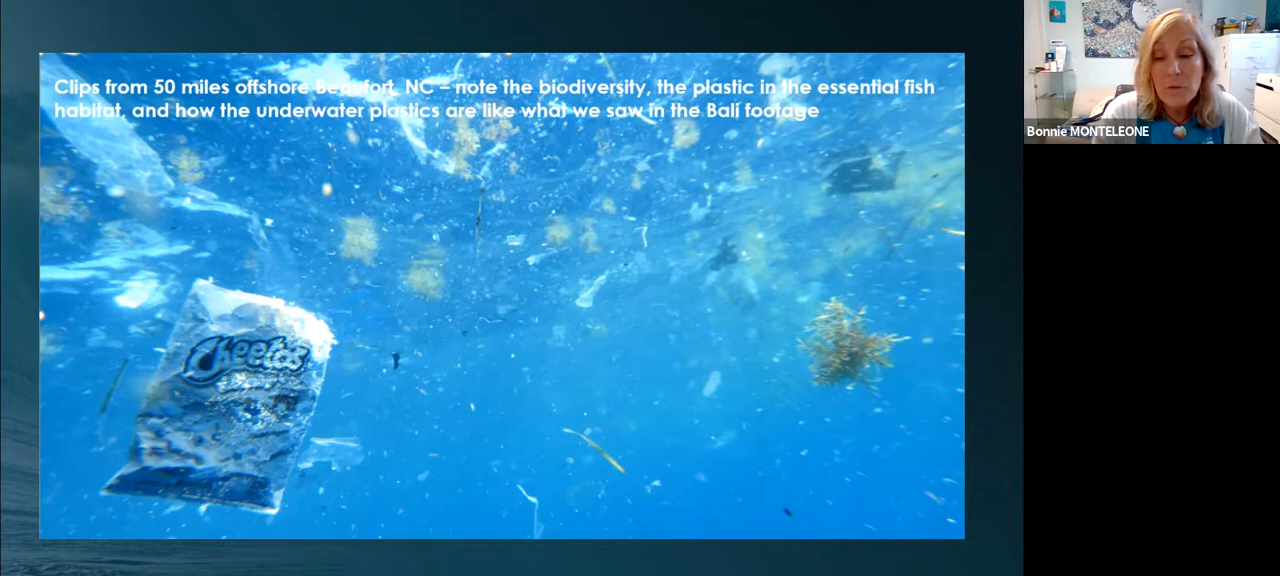 Clips from 50 miles offshore Beaufort, NC – note the biodiversity, the plastic in the essential fish
habitat, and how the underwater plastics are like what we saw in the Bali footage
Bonnie MONTELEONE
Cheetos